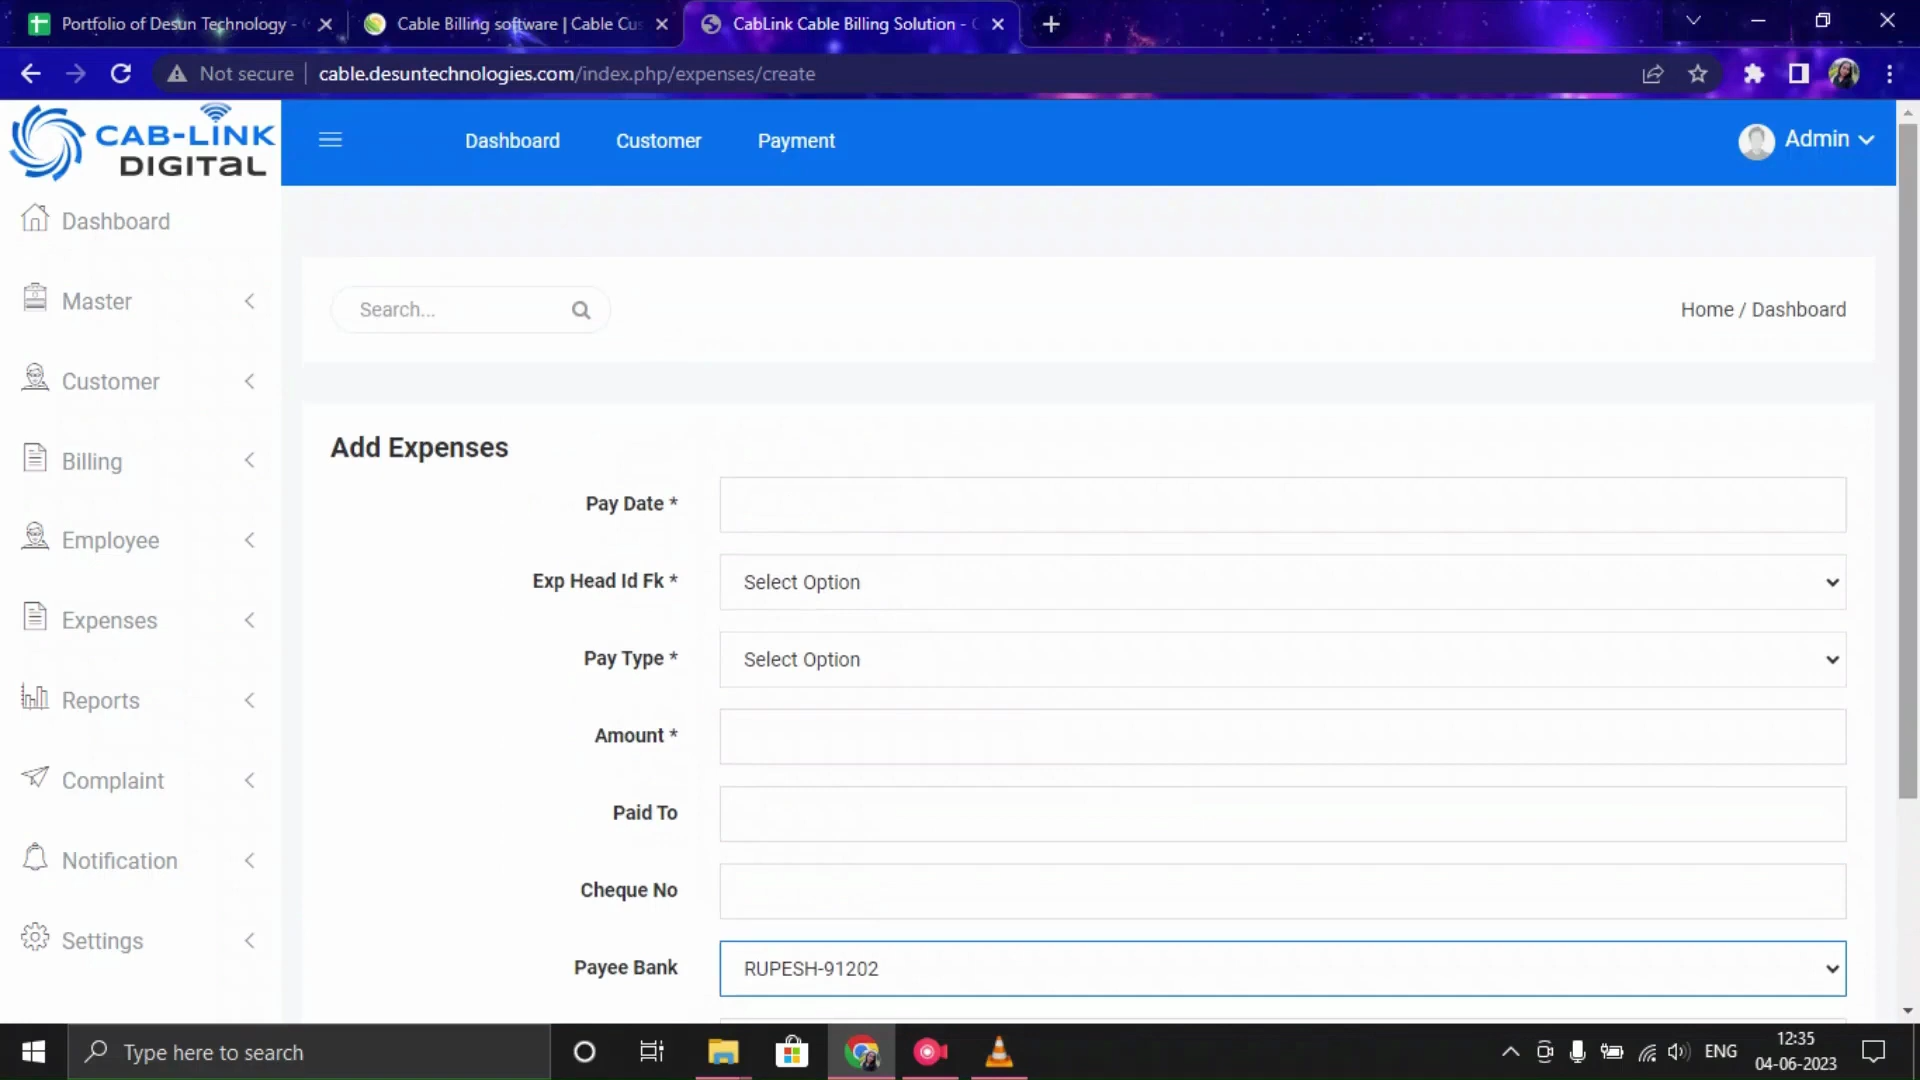 Portfolio of Desun Technology -
Cable Billing software | Cable Cus
CabLink Cable Billing Solution - C
Not secure
cable.desuntechnologies.com/index.php/expenses/create
CAB-LINK
DIGITAL
Dashboard
Customer
Payment
Admin
Dashboard
Master
Customer
Billing
Employee
Expenses
Reports
Complaint
Notification
Settings
Search...
Home / Dashboard
Add Expenses
Pay Date *
Exp Head Id Fk *
Select Option
Pay Type *
Select Option
Amount *
Paid To
Cheque No
Payee Bank
RUPESH-91202
Type here to search
ENG
12:35
04-06-2023